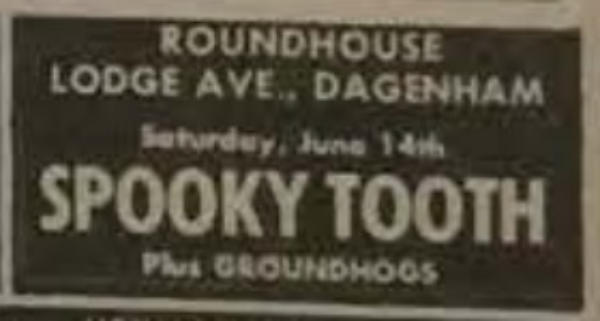 ROUNDHOUSE
LODGE AVE., DAGENHAM
Saturday, June 14th
SPOOKY TOOTH
Plus GROUNDHOGS